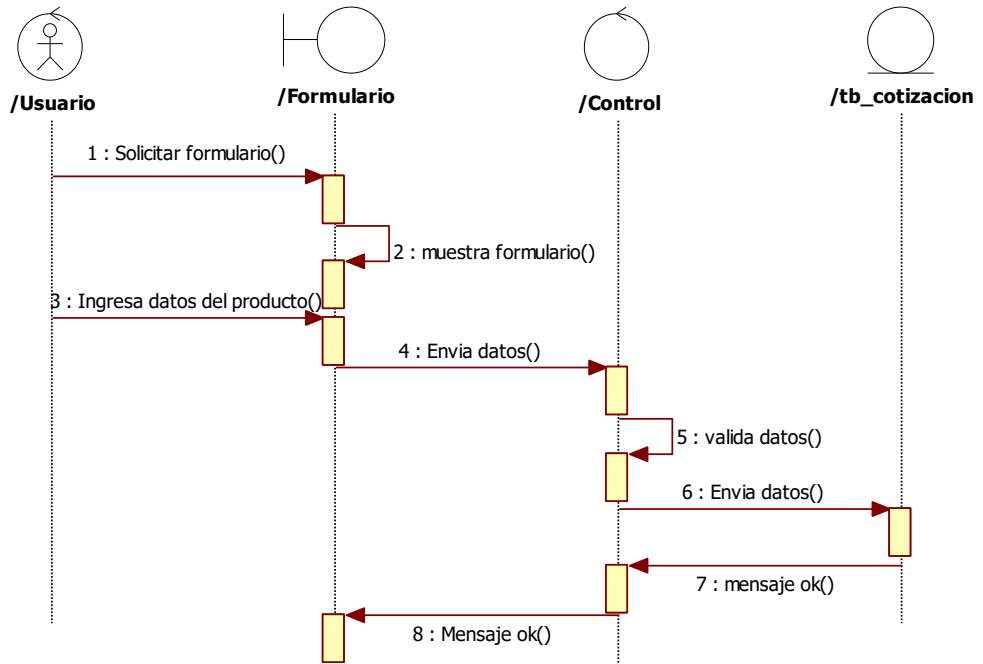 /Usuario
/Formulario
/Control
/tb_cotizacion
1 : Solicitar formulario()
2 : muestra formulario()
3 : Ingresa datos del producto()
4 : Envia datos()
5 : valida datos()
6 : Envia datos()
7 : mensaje ok()
8 : Mensaje ok()